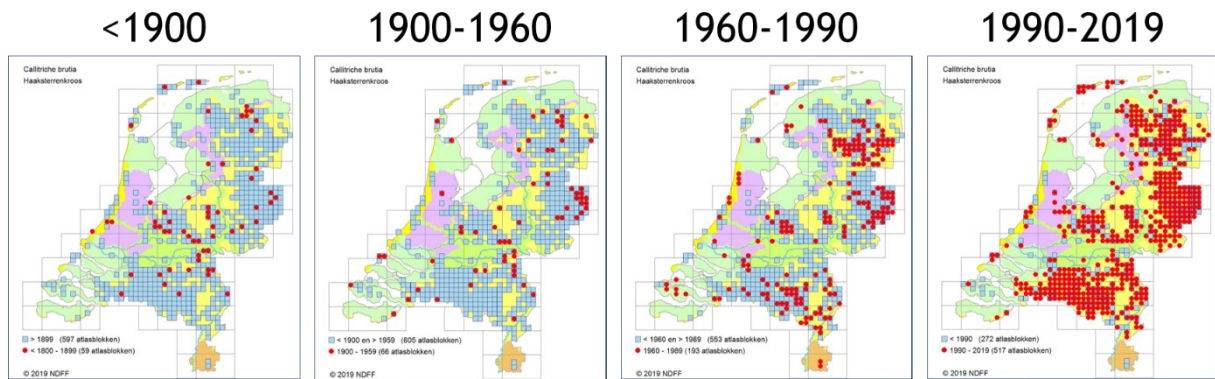 <1900
1900-1960
1960-1990
1990-2019
Callitriche brutia
Haaksterrenkroos
> 1899 (597 atlasblokken)
< 1800 - 1899 (59 atlasblokken)
© 2019 NDFF
Callitriche brutia
Haaksterrenkroos
< 1900 en > 1959 (605 atlasblokken)
1900 - 1959 (66 atlasblokken)
© 2019 NDFF
Callitriche brutia
Haaksterrenkroos
< 1960 en > 1989 (553 atlasblokken)
1960 - 1989 (193 atlasblokken)
© 2019 NDFF
Callitriche brutia
Haaksterrenkroos
< 1990 (272 atlasblokken)
1990 - 2019 (517 atlasblokken)
© 2019 NDFF